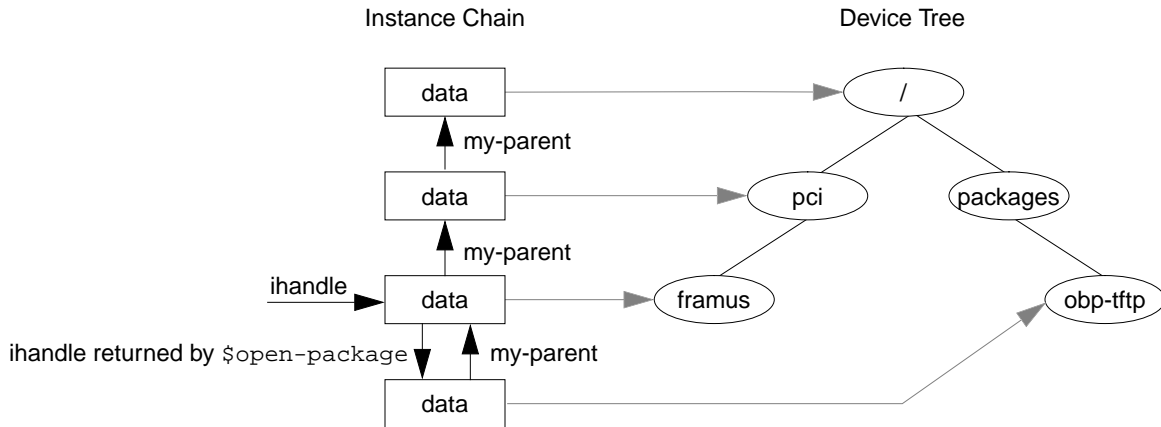 Instance Chain Device Tree
data /
my-parent
data pci packages
my-parent
ihandle
data framus obp-tftp
ihandle returned by $open-package my-parent
data